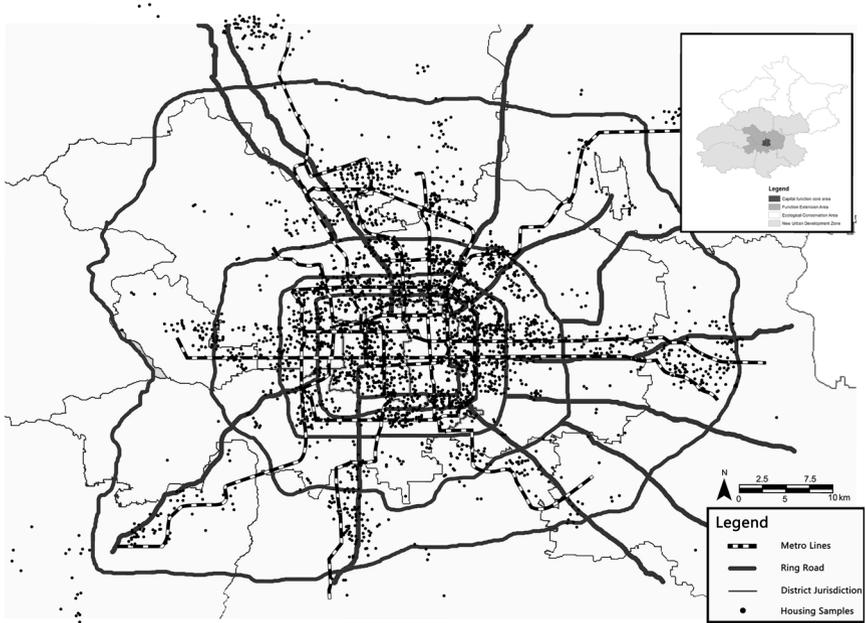 Legend
Capital function core area
Function Extension Area
Ecological Conservation Area
New Urban Development Zone
N
2.5 7.5
0 5 10 km
Legend
Metro Lines
Ring Road
District Jurisdiction
Housing Samples